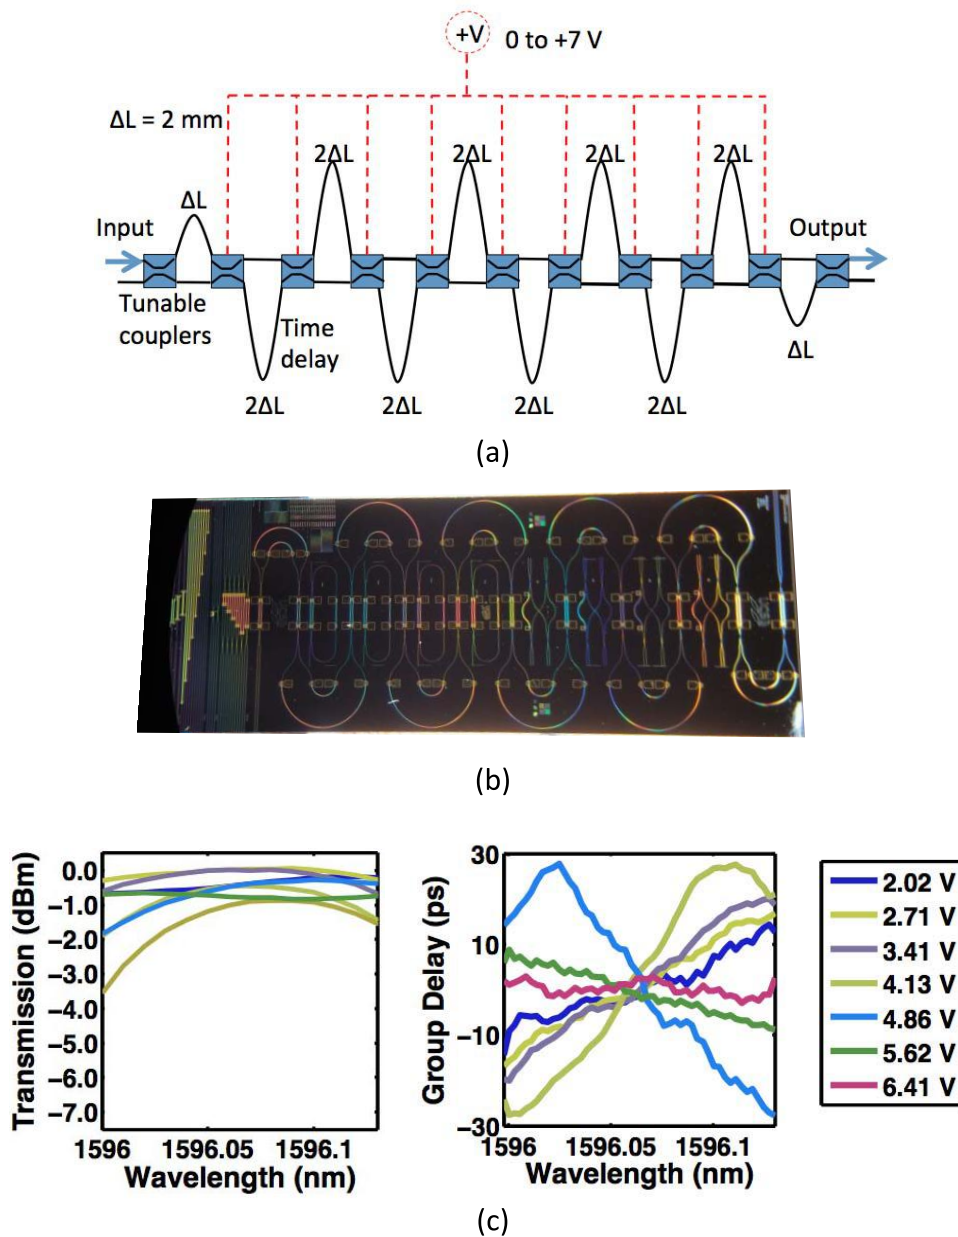 +V 0 to +7 V
ΔL = 2 mm
2ΔL 2ΔL 2ΔL 2ΔL
ΔL
Input
Output
Tunable
couplers
Time
delay
ΔL
2ΔL 2ΔL 2ΔL 2ΔL
(a)
(b)
Transmission (dBm)
0.0
−1.0
−2.0
−3.0
−4.0
−5.0
−6.0
−7.0
1596 1596.05 1596.1
Wavelength (nm)
Group Delay (ps)
30
10
−10
−30
1596 1596.05 1596.1
Wavelength (nm)
2.02 V
2.71 V
3.41 V
4.13 V
4.86 V
5.62 V
6.41 V
(c)